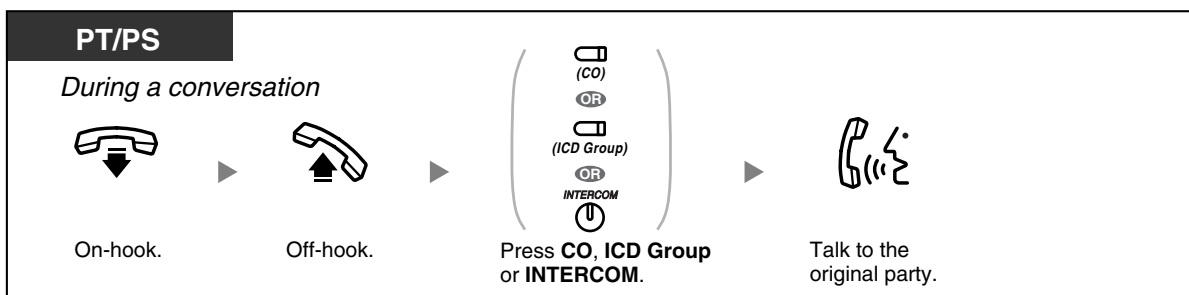 PT/PS
During a conversation
(CO)
OR
(ICD Group)
OR
INTERCOM
On-hook.
Off-hook.
Press CO, ICD Group
or INTERCOM.
Talk to the
original party.